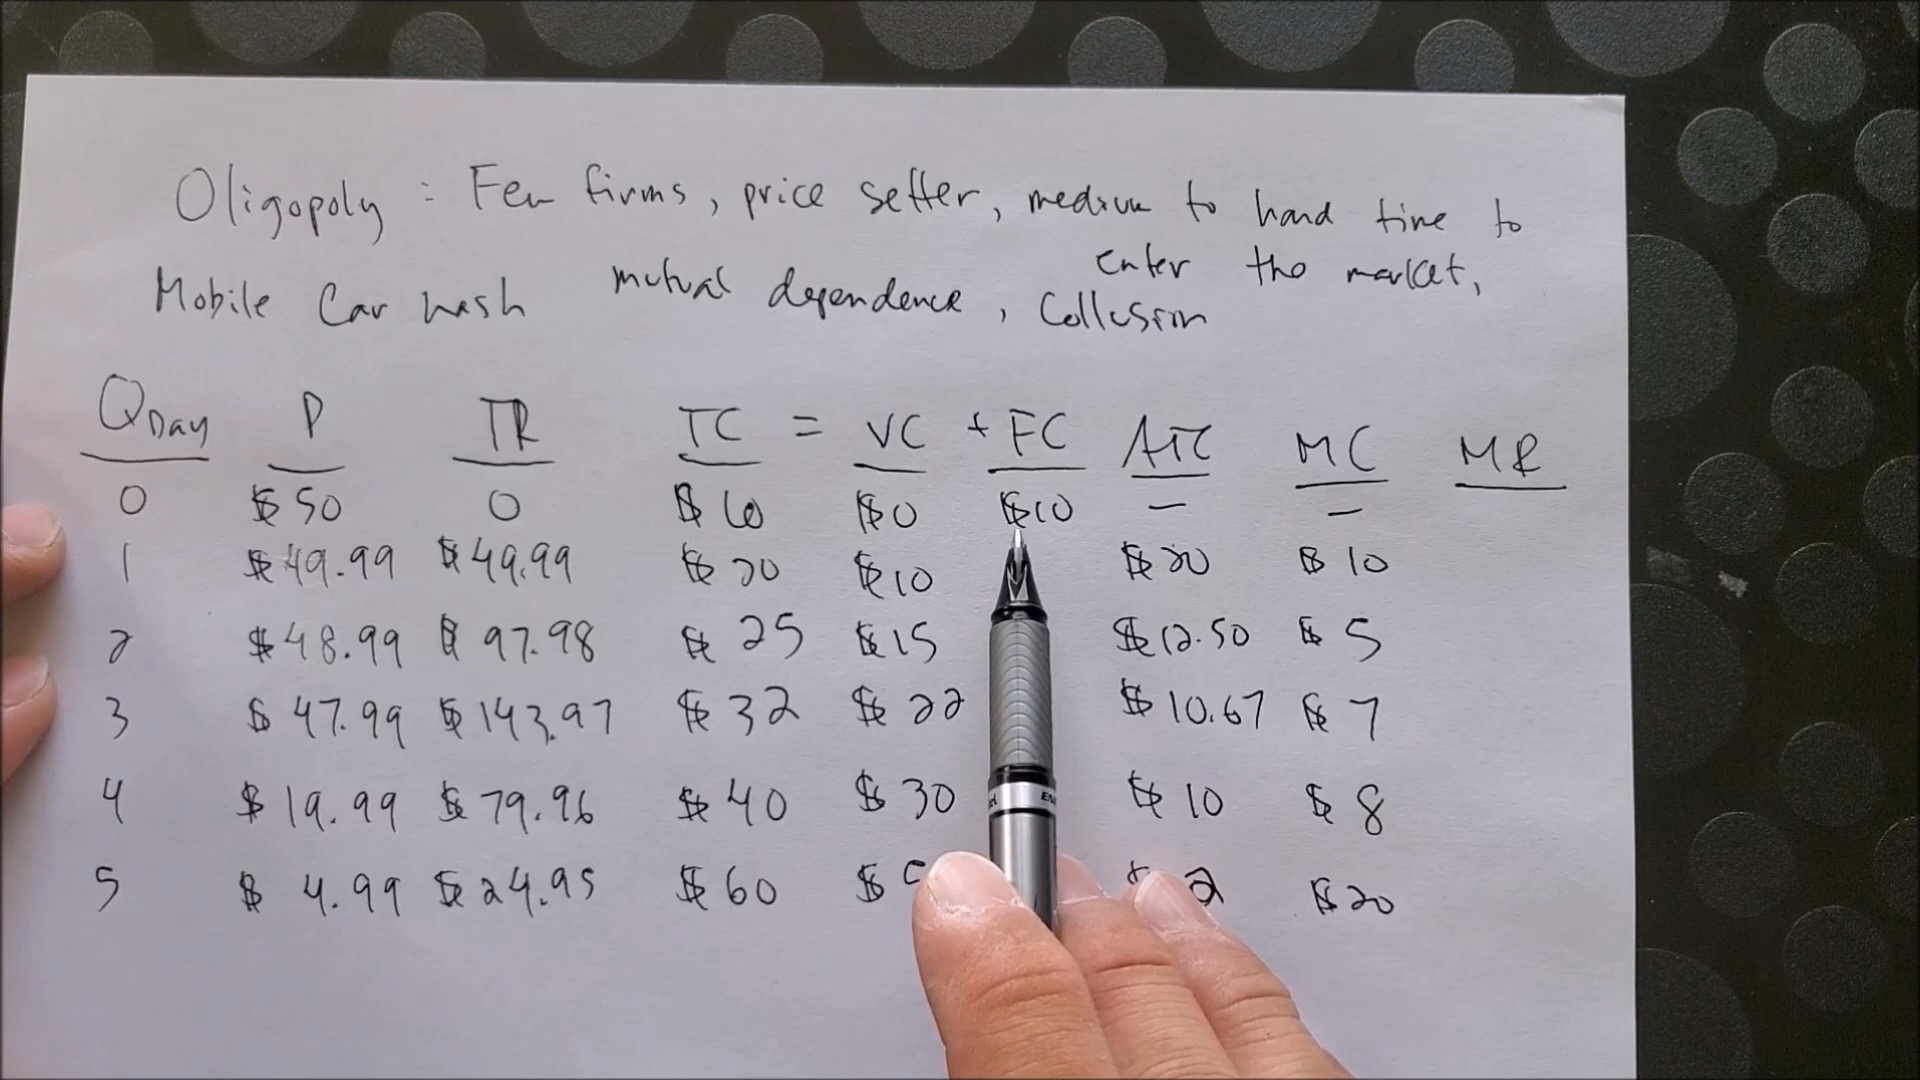 Oligopoly : Few firms, price setter, medium to hard time to
enter the market,
Mobile Car wash mutual dependence, Collusion
QDay P TR TC = VC + FC ATC MC MR
0 $50 0 $10 $0 $10 - -
1 $49.99 $49.99 $20 $10 $20 $10
2 $48.99 $97.98 $25 $15 $12.50 $5
3 $47.99 $143.97 $32 $22 $10.67 $7
4 $19.99 $79.96 $40 $30 $10 $8
5 $4.99 $24.95 $60 $20